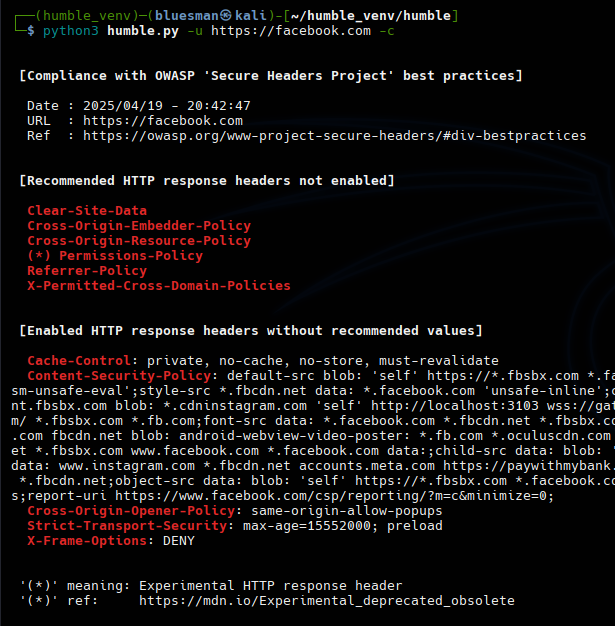 (humble_venv)─(bluesman㉿kali)-[~/humble_venv/humble]
$ python3 humble.py -u https://facebook.com -c
[Compliance with OWASP 'Secure Headers Project' best practices]
Date : 2025/04/19 - 20:42:47
URL  : https://facebook.com
Ref  : https://owasp.org/www-project-secure-headers/#div-bestpractices
[Recommended HTTP response headers not enabled]
Clear-Site-Data
Cross-Origin-Embedder-Policy
Cross-Origin-Resource-Policy
(*) Permissions-Policy
Referrer-Policy
X-Permitted-Cross-Domain-Policies
[Enabled HTTP response headers without recommended values]
Cache-Control: private, no-cache, no-store, must-revalidate
Content-Security-Policy: default-src blob: 'self' https://*.fbsbx.com *.fa
sm-unsafe-eval';style-src *.fbcdn.net data: *.facebook.com 'unsafe-inline';c
nt.fbsbx.com blob: *.cdninstagram.com 'self' http://localhost:3103 wss://gat
m/ *.fbsbx.com *.fb.com;font-src data: *.facebook.com *.fbcdn.net *.fbsbx.co
.com fbcdn.net blob: android-webview-video-poster: *.fb.com *.oculuscdn.com
et *.fbsbx.com www.facebook.com *.facebook.com data:;child-src data: blob: '
data: www.instagram.com *.fbcdn.net accounts.meta.com https://paywithmybank.
*.fbcdn.net;object-src data: blob: 'self' https://*.fbsbx.com *.facebook.co
s;report-uri https://www.facebook.com/csp/reporting/?m=c&minimize=0;
Cross-Origin-Opener-Policy: same-origin-allow-popups
Strict-Transport-Security: max-age=15552000; preload
X-Frame-Options: DENY
'(*)' meaning: Experimental HTTP response header
'(*)' ref:     https://mdn.io/Experimental_deprecated_obsolete